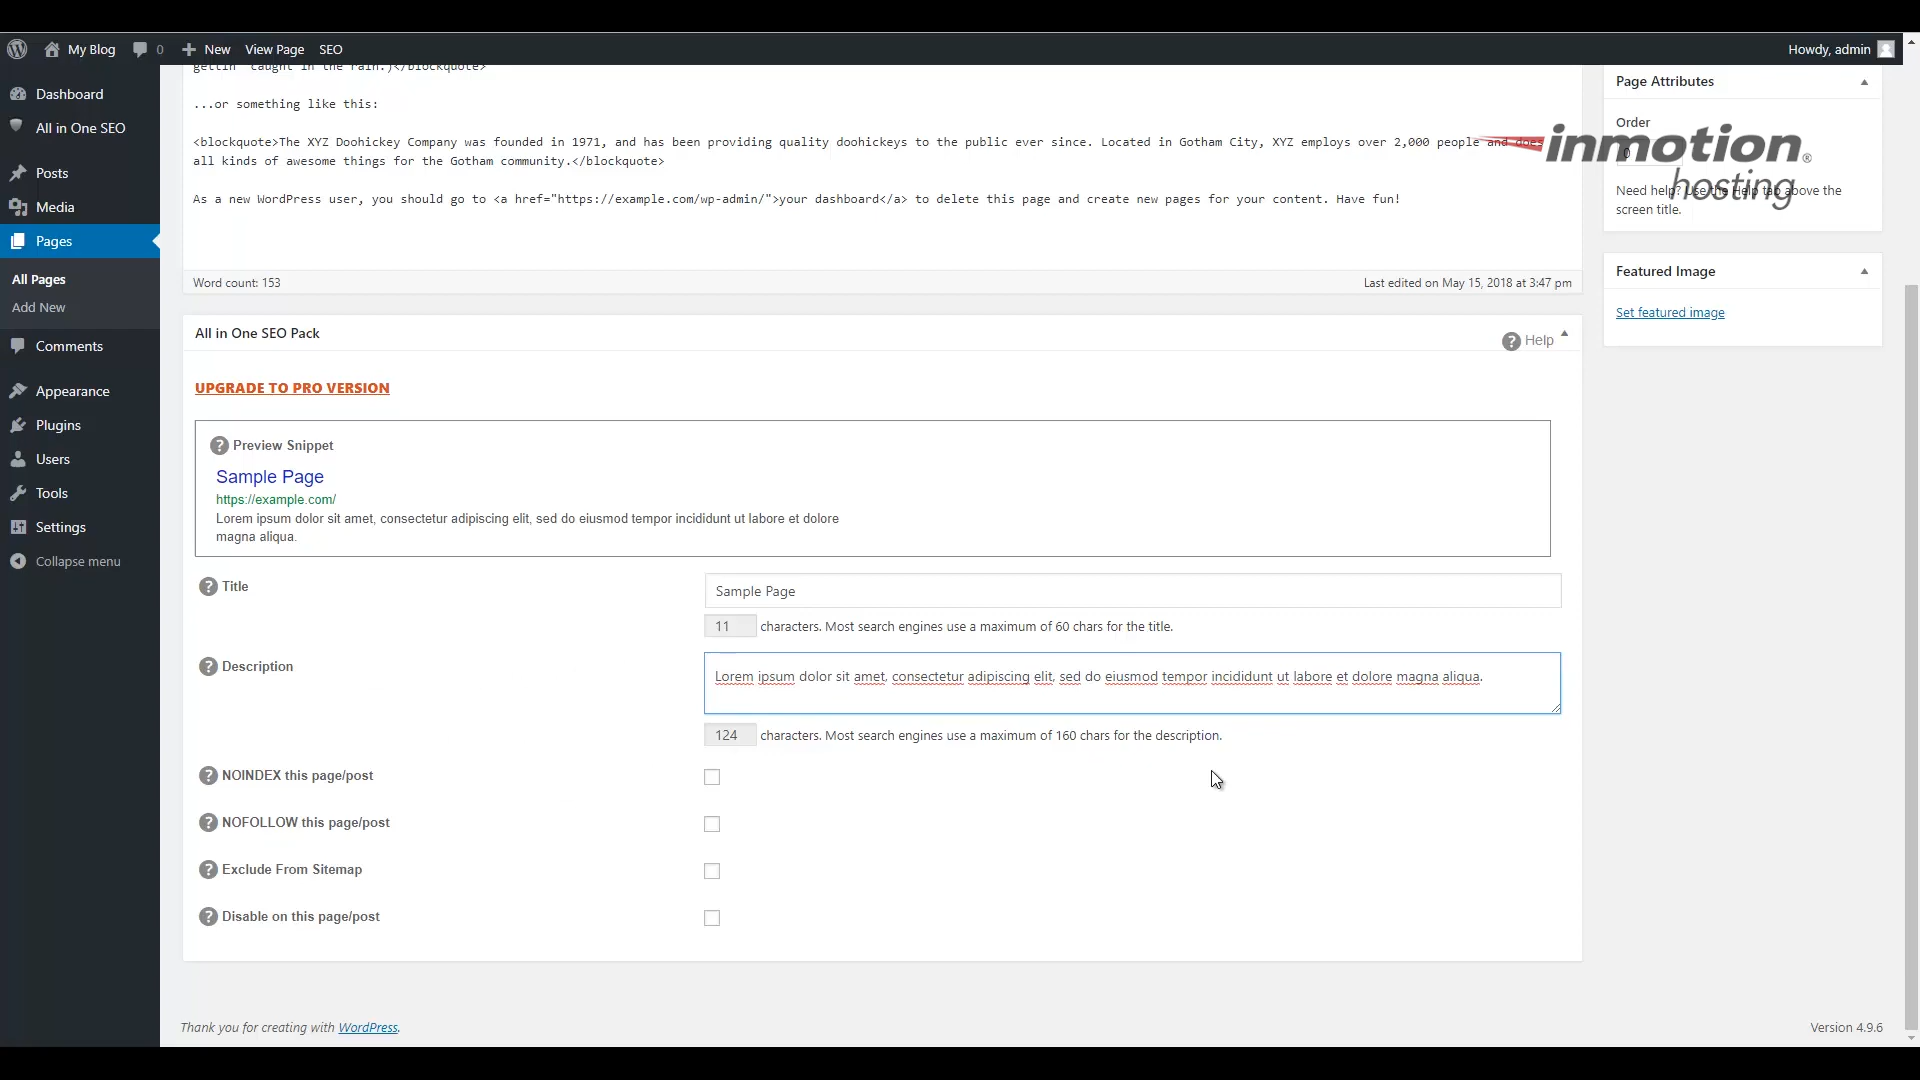 My Blog
0
New
View Page
SEO
Howdy, admin
Dashboard
All in One SEO
Posts
Media
Pages
All Pages
Add New
Comments
Appearance
Plugins
Users
Tools
Settings
Collapse menu
gettin' caught in the rain.)</blockquote>
...or something like this:
<blockquote>The XYZ Doohickey Company was founded in 1971, and has been providing quality doohickeys to the public ever since. Located in Gotham City, XYZ employs over 2,000 people and does
all kinds of awesome things for the Gotham community.</blockquote>
As a new WordPress user, you should go to <a href="https://example.com/wp-admin/">your dashboard</a> to delete this page and create new pages for your content. Have fun!
Word count: 153
Last edited on May 15, 2018 at 3:47 pm
All in One SEO Pack
? Help
UPGRADE TO PRO VERSION
? Preview Snippet
Sample Page
https://example.com/
Lorem ipsum dolor sit amet, consectetur adipiscing elit, sed do eiusmod tempor incididunt ut labore et dolore
magna aliqua.
? Title
Sample Page
11 characters. Most search engines use a maximum of 60 chars for the title.
? Description
Lorem ipsum dolor sit amet, consectetur adipiscing elit, sed do eiusmod tempor incididunt ut labore et dolore magna aliqua.
124 characters. Most search engines use a maximum of 160 chars for the description.
? NOINDEX this page/post
? NOFOLLOW this page/post
? Exclude From Sitemap
? Disable on this page/post
Page Attributes
Order
0
Need help? Use the Help tab above the
screen title.
inmotion®
hosting
Featured Image
Set featured image
Thank you for creating with WordPress.
Version 4.9.6